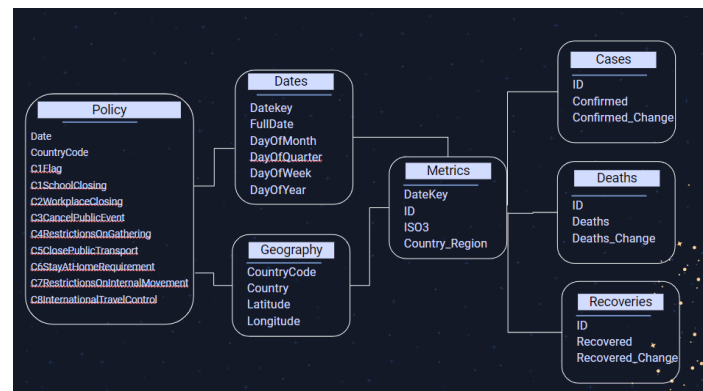 Policy
Date
CountryCode
C1Flag
C1SchoolClosing
C2WorkplaceClosing
C3CancelPublicEvent
C4RestrictionsOnGathering
C5ClosePublicTransport
C6StayAtHomeRequirement
C7RestrictionsOnInternalMovement
C8InternationalTravelControl
Dates
Datekey
FullDate
DayOfMonth
DayOfQuarter
DayOfWeek
DayOfYear
Geography
CountryCode
Country
Latitude
Longitude
Metrics
DateKey
ID
ISO3
Country_Region
Cases
ID
Confirmed
Confirmed_Change
Deaths
ID
Deaths
Deaths_Change
Recoveries
ID
Recovered
Recovered_Change